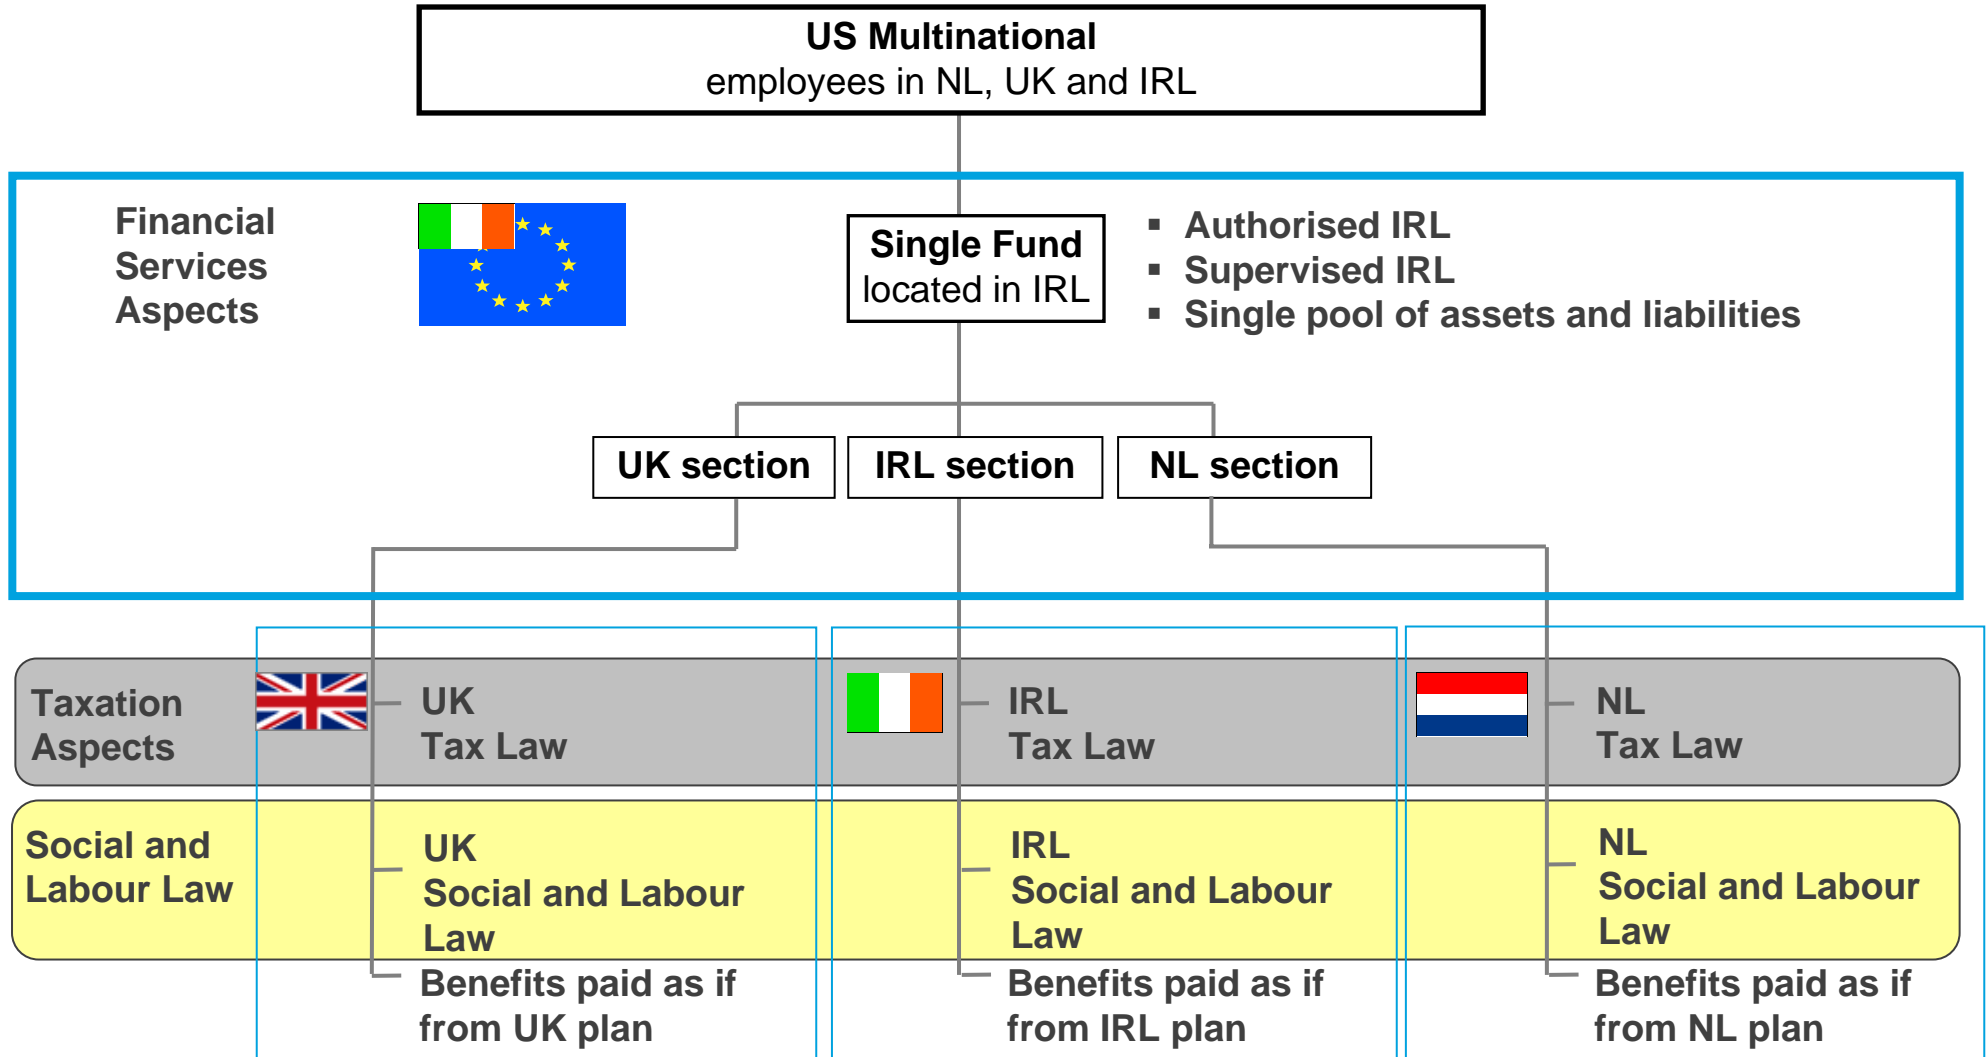 US Multinational
employees in NL, UK and IRL
Financial
Services
Aspects
Single Fund
located in IRL
▪ Authorised IRL
▪ Supervised IRL
▪ Single pool of assets and liabilities
UK section
IRL section
NL section
Taxation
Aspects
UK
Tax Law
IRL
Tax Law
NL
Tax Law
Social and
Labour Law
UK
Social and Labour
Law
Benefits paid as if
from UK plan
IRL
Social and Labour
Law
Benefits paid as if
from IRL plan
NL
Social and Labour
Law
Benefits paid as if
from NL plan